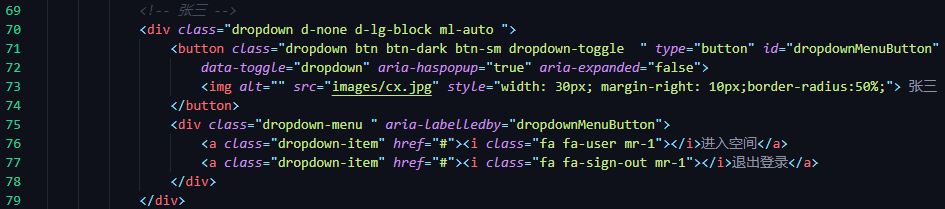 69 <!-- 张三 -->
70 <div class="dropdown d-none d-lg-block ml-auto ">
71 <button class="dropdown btn btn-dark btn-sm dropdown-toggle  " type="button" id="dropdownMenuButton"
72 data-toggle="dropdown" aria-haspopup="true" aria-expanded="false">
73 <img alt="" src="images/cx.jpg" style="width: 30px; margin-right: 10px;border-radius:50%;"> 张三
74 </button>
75 <div class="dropdown-menu " aria-labelledby="dropdownMenuButton">
76 <a class="dropdown-item" href="#"><i class="fa fa-user mr-1"></i>进入空间</a>
77 <a class="dropdown-item" href="#"><i class="fa fa-sign-out mr-1"></i>退出登录</a>
78 </div>
79 </div>